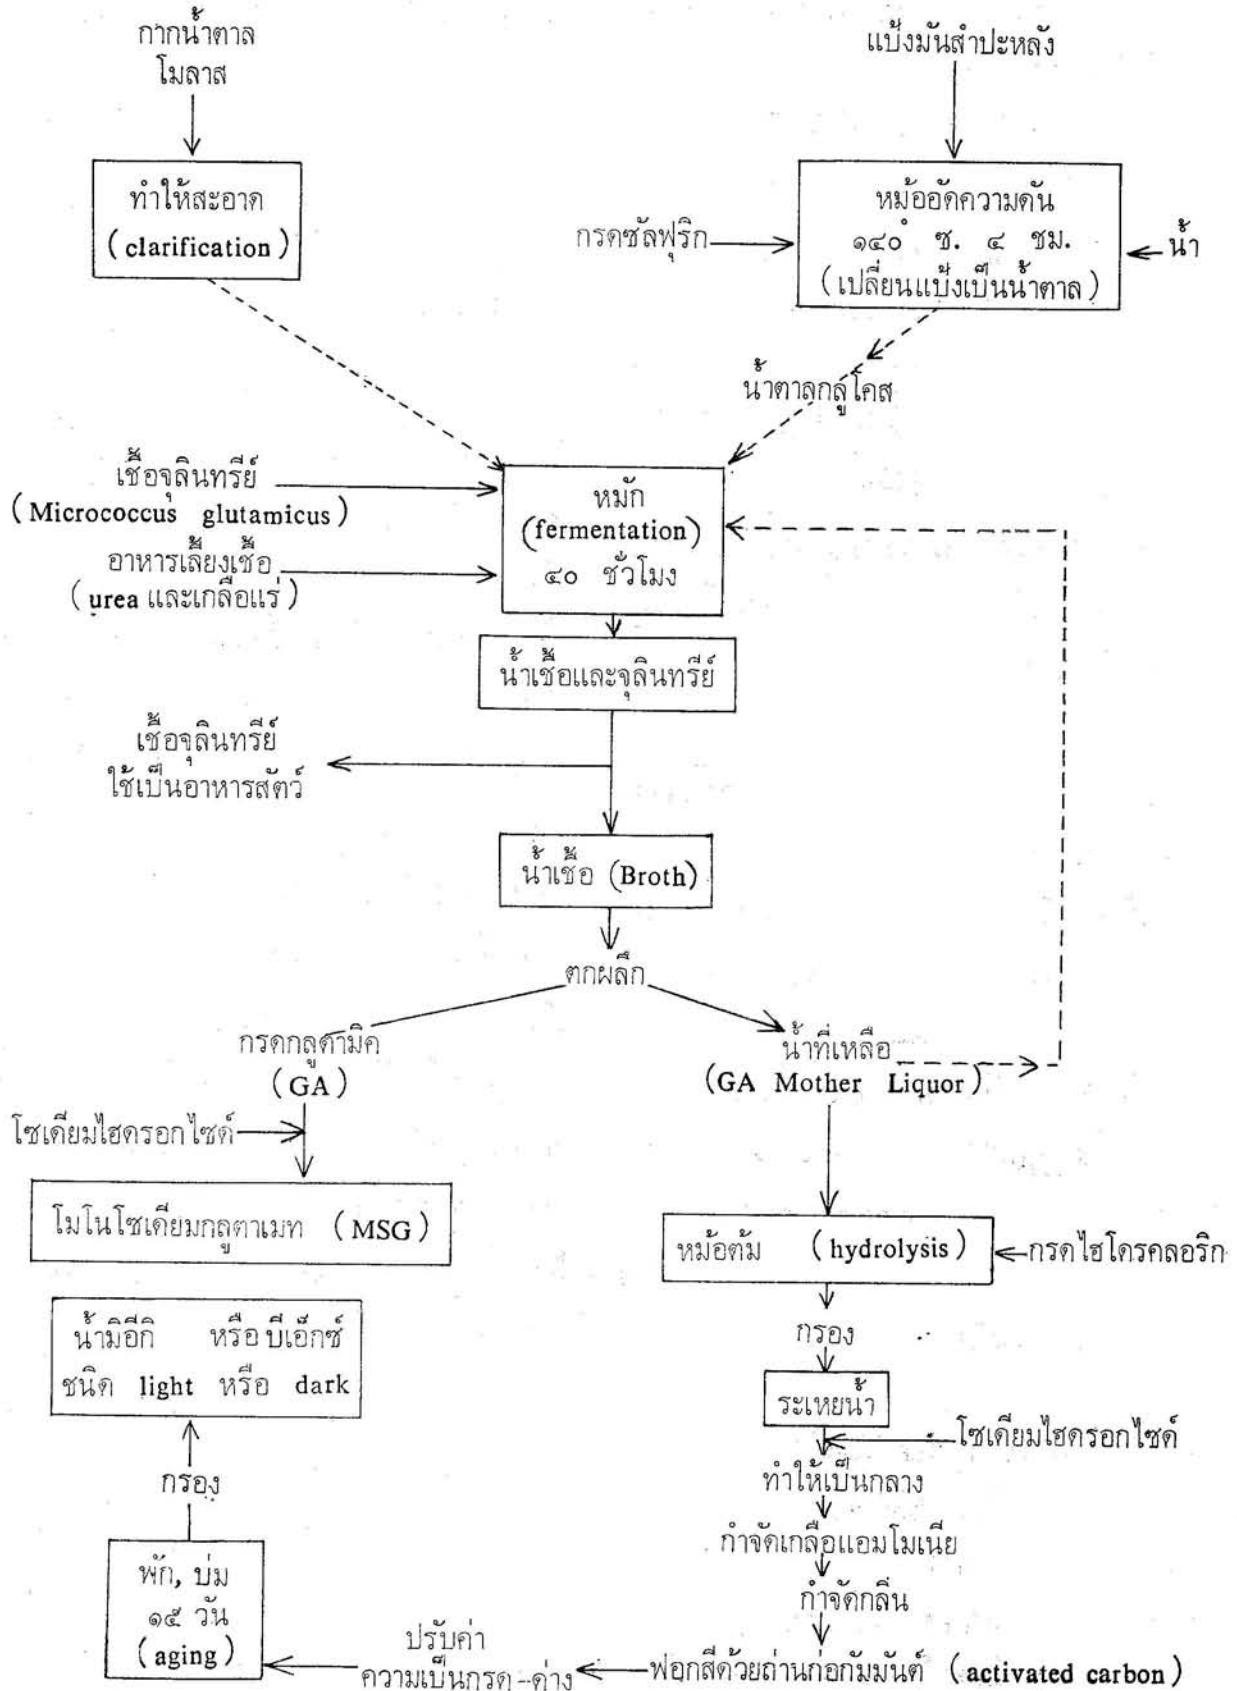 กากน้ำตาล
โมลาส
แป้งมันสำปะหลัง
ทำให้สะอาด
(clarification)
กรดซัลฟุริก
หม้ออัดความดัน
๑๔๐° ซ. ๔ ชม.
(เปลี่ยนแป้งเป็นน้ำตาล)
น้ำ
น้ำตาลกลูโคส
เชื้อจุลินทรีย์
(Micrococcus glutamicus)
อาหารเลี้ยงเชื้อ
(urea และเกลือแร่)
หมัก
(fermentation)
๔๐ ชั่วโมง
น้ำเชื้อและจุลินทรีย์
เชื้อจุลินทรีย์
ใช้เป็นอาหารสัตว์
น้ำเชื้อ (Broth)
ตกผลึก
กรดกลูตามิค
(GA)
น้ำที่เหลือ
(GA Mother Liquor)
โซเดียมไฮดรอกไซด์
โมโนโซเดียมกลูตาเมท (MSG)
หม้อต้ม (hydrolysis)
กรดไฮโดรคลอริก
น้ำมิอีกิ หรือ บีเอ็กซ์
ชนิด light หรือ dark
กรอง
ระเหยน้ำ
โซเดียมไฮดรอกไซด์
ทำให้เป็นกลาง
กำจัดเกลือแอมโมเนีย
กำจัดกลิ่น
ฟอกสีด้วยถ่านก่อกัมมันต์ (activated carbon)
ปรับค่า
ความเป็นกรด-ด่าง
พัก, บ่ม
๑๕ วัน
(aging)
กรอง